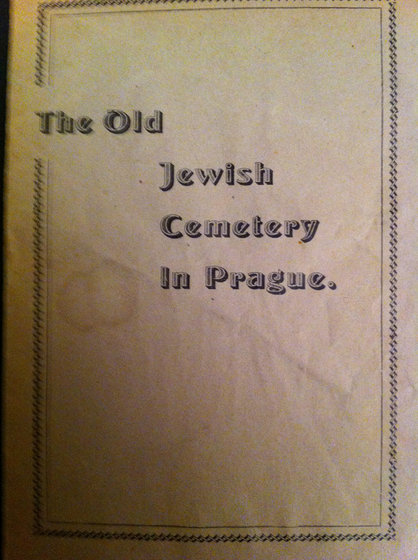 The Old
Jewish
Cemetery
In Prague.